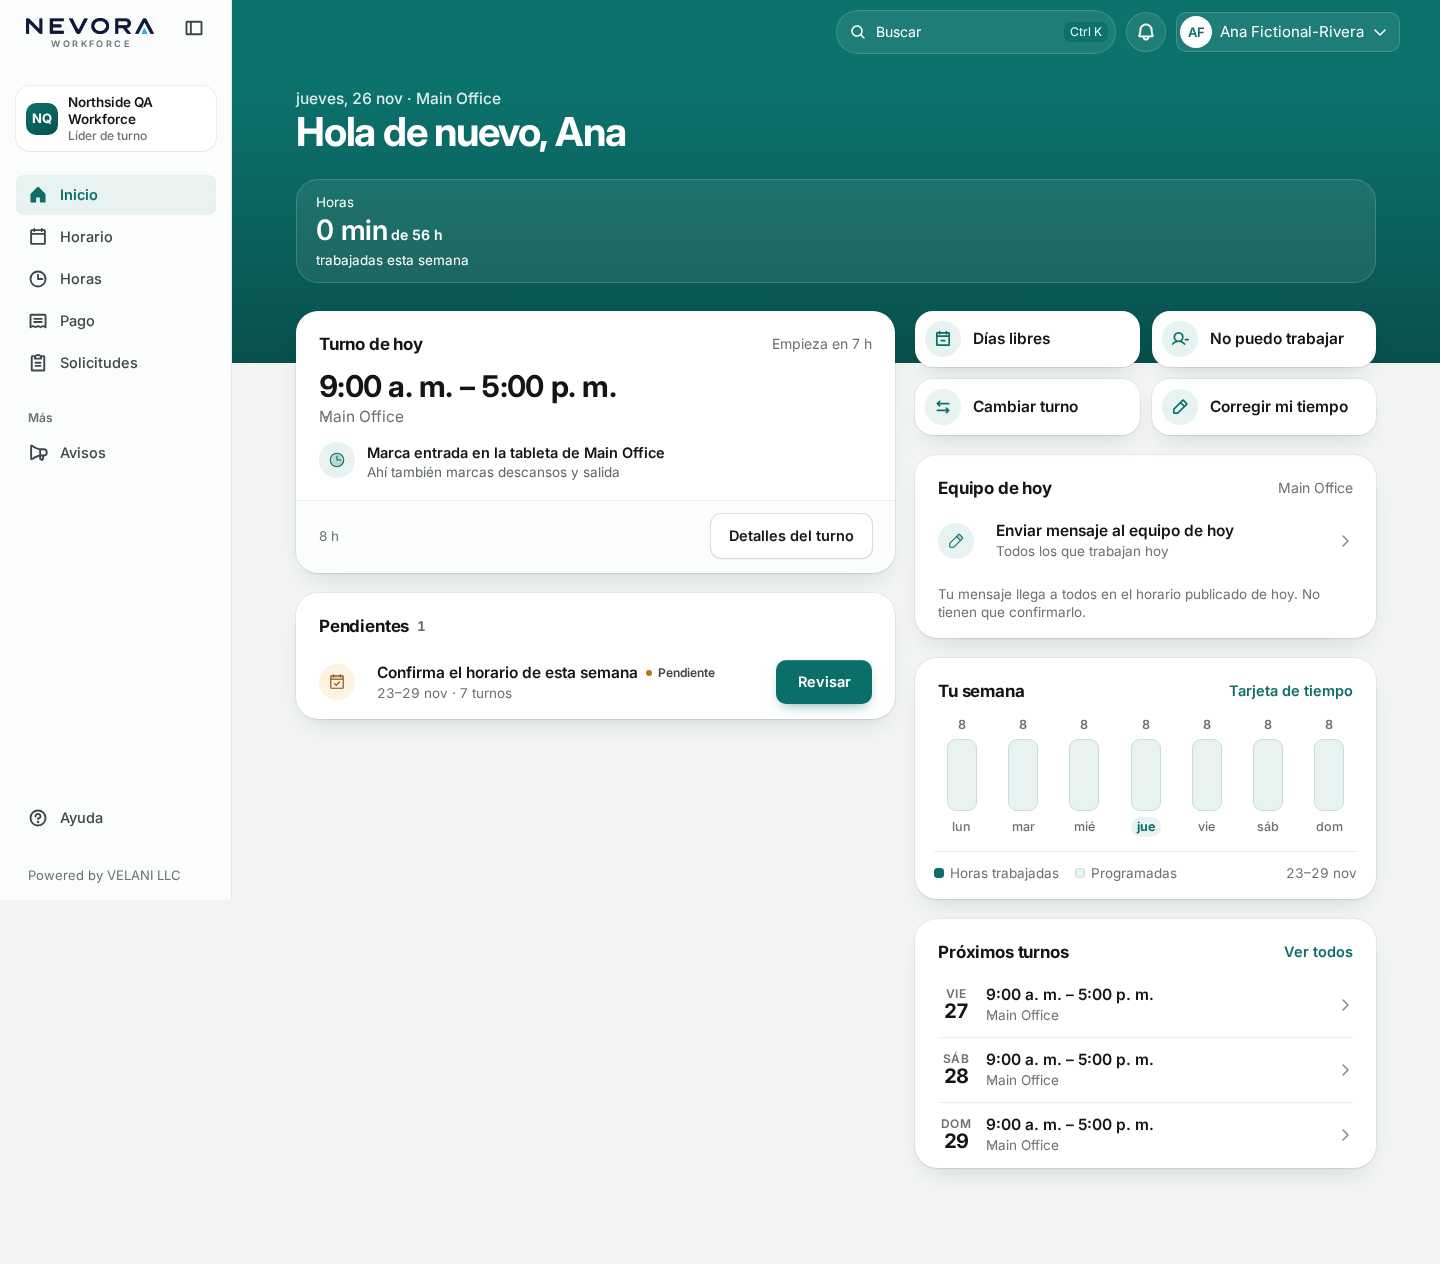 NEVORA
WORKFORCE
Buscar
Ctrl K
AF
Ana Fictional-Rivera
NQ
Northside QA
Workforce
Líder de turno
Inicio
Horario
Horas
Pago
Solicitudes
Más
Avisos
Ayuda
Powered by VELANI LLC
jueves, 26 nov · Main Office
Hola de nuevo, Ana
Horas
0 min de 56 h
trabajadas esta semana
Turno de hoy
Empieza en 7 h
9:00 a. m. – 5:00 p. m.
Main Office
Marca entrada en la tableta de Main Office
Ahí también marcas descansos y salida
8 h
Detalles del turno
Pendientes 1
Confirma el horario de esta semana
Pendiente
23–29 nov · 7 turnos
Revisar
Días libres
No puedo trabajar
Cambiar turno
Corregir mi tiempo
Equipo de hoy
Main Office
Enviar mensaje al equipo de hoy
Todos los que trabajan hoy
Tu mensaje llega a todos en el horario publicado de hoy. No
tienen que confirmarlo.
Tu semana
Tarjeta de tiempo
8 8 8 8 8 8 8
lun mar mié jue vie sáb dom
Horas trabajadas
Programadas
23–29 nov
Próximos turnos
Ver todos
VIE
27
9:00 a. m. – 5:00 p. m.
Main Office
SÁB
28
9:00 a. m. – 5:00 p. m.
Main Office
DOM
29
9:00 a. m. – 5:00 p. m.
Main Office